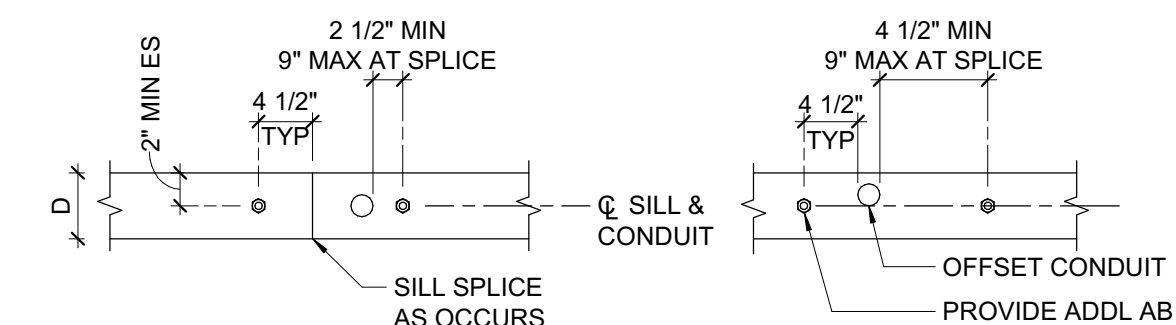 2 1/2" MIN
9" MAX AT SPLICE
4 1/2"
TYP
2" MIN ES
D
℄ SILL &
CONDUIT
SILL SPLICE
AS OCCURS
4 1/2" MIN
9" MAX AT SPLICE
4 1/2"
TYP
OFFSET CONDUIT
PROVIDE ADDL AB